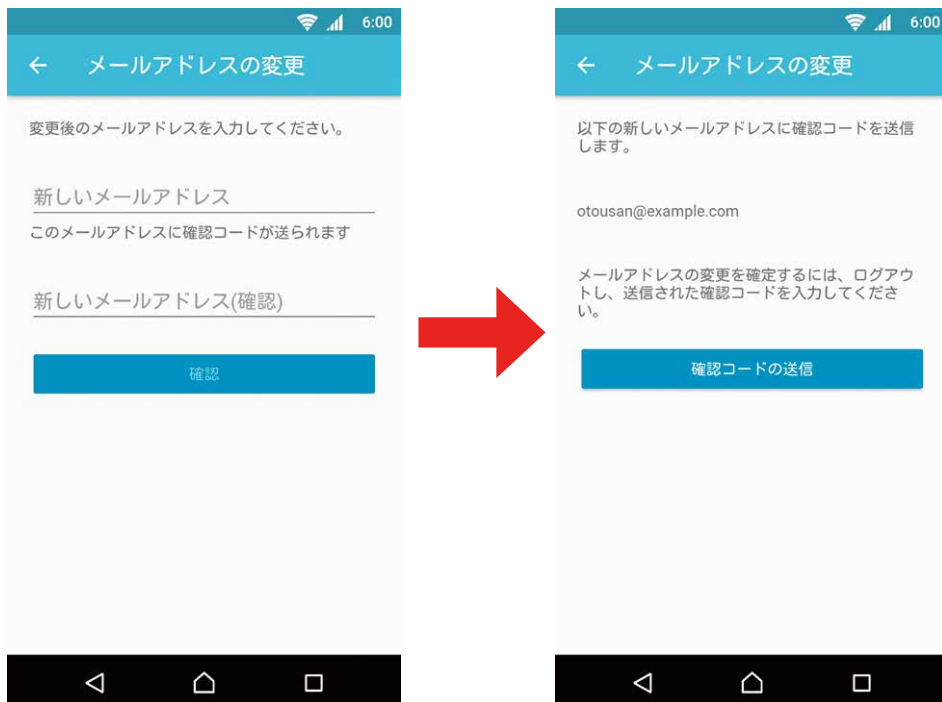 6:00
メールアドレスの変更
変更後のメールアドレスを入力してください。
新しいメールアドレス
このメールアドレスに確認コードが送られます
新しいメールアドレス(確認)
確認
6:00
メールアドレスの変更
以下の新しいメールアドレスに確認コードを送信
します。
otousan@example.com
メールアドレスの変更を確定するには、ログアウ
トし、送信された確認コードを入力してくださ
い。
確認コードの送信